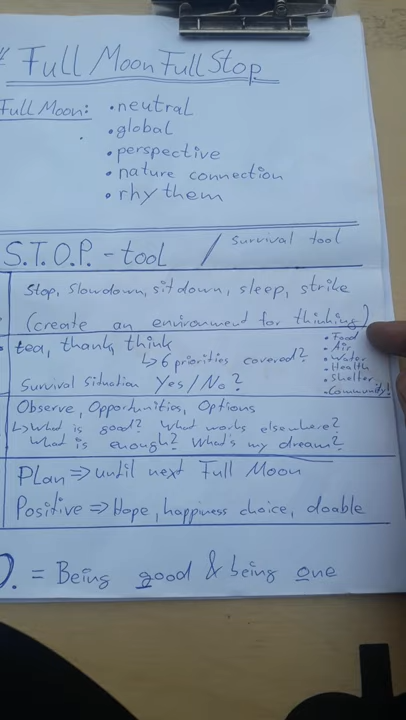 # Full Moon Full Stop
Full Moon: • neutral
• global
• perspective
• nature connection
• rhy them
S.T.O.P. - tool / survival tool
Stop, slowdown, sit down, sleep, strike
(create an environment for thinking)
tea, thank, think
↳ 6 priorities covered?
• Food
• Air
• Water
• Health
• Shelter
• Community!
Survival situation Yes/No?
Observe, Opportunities, Options
↳ What is good? What works elsewhere?
What is enough? What's my dream?
Plan ⇒ until next Full Moon
Positive ⇒ Hope, happiness choice, doable
O. = Being good & being one